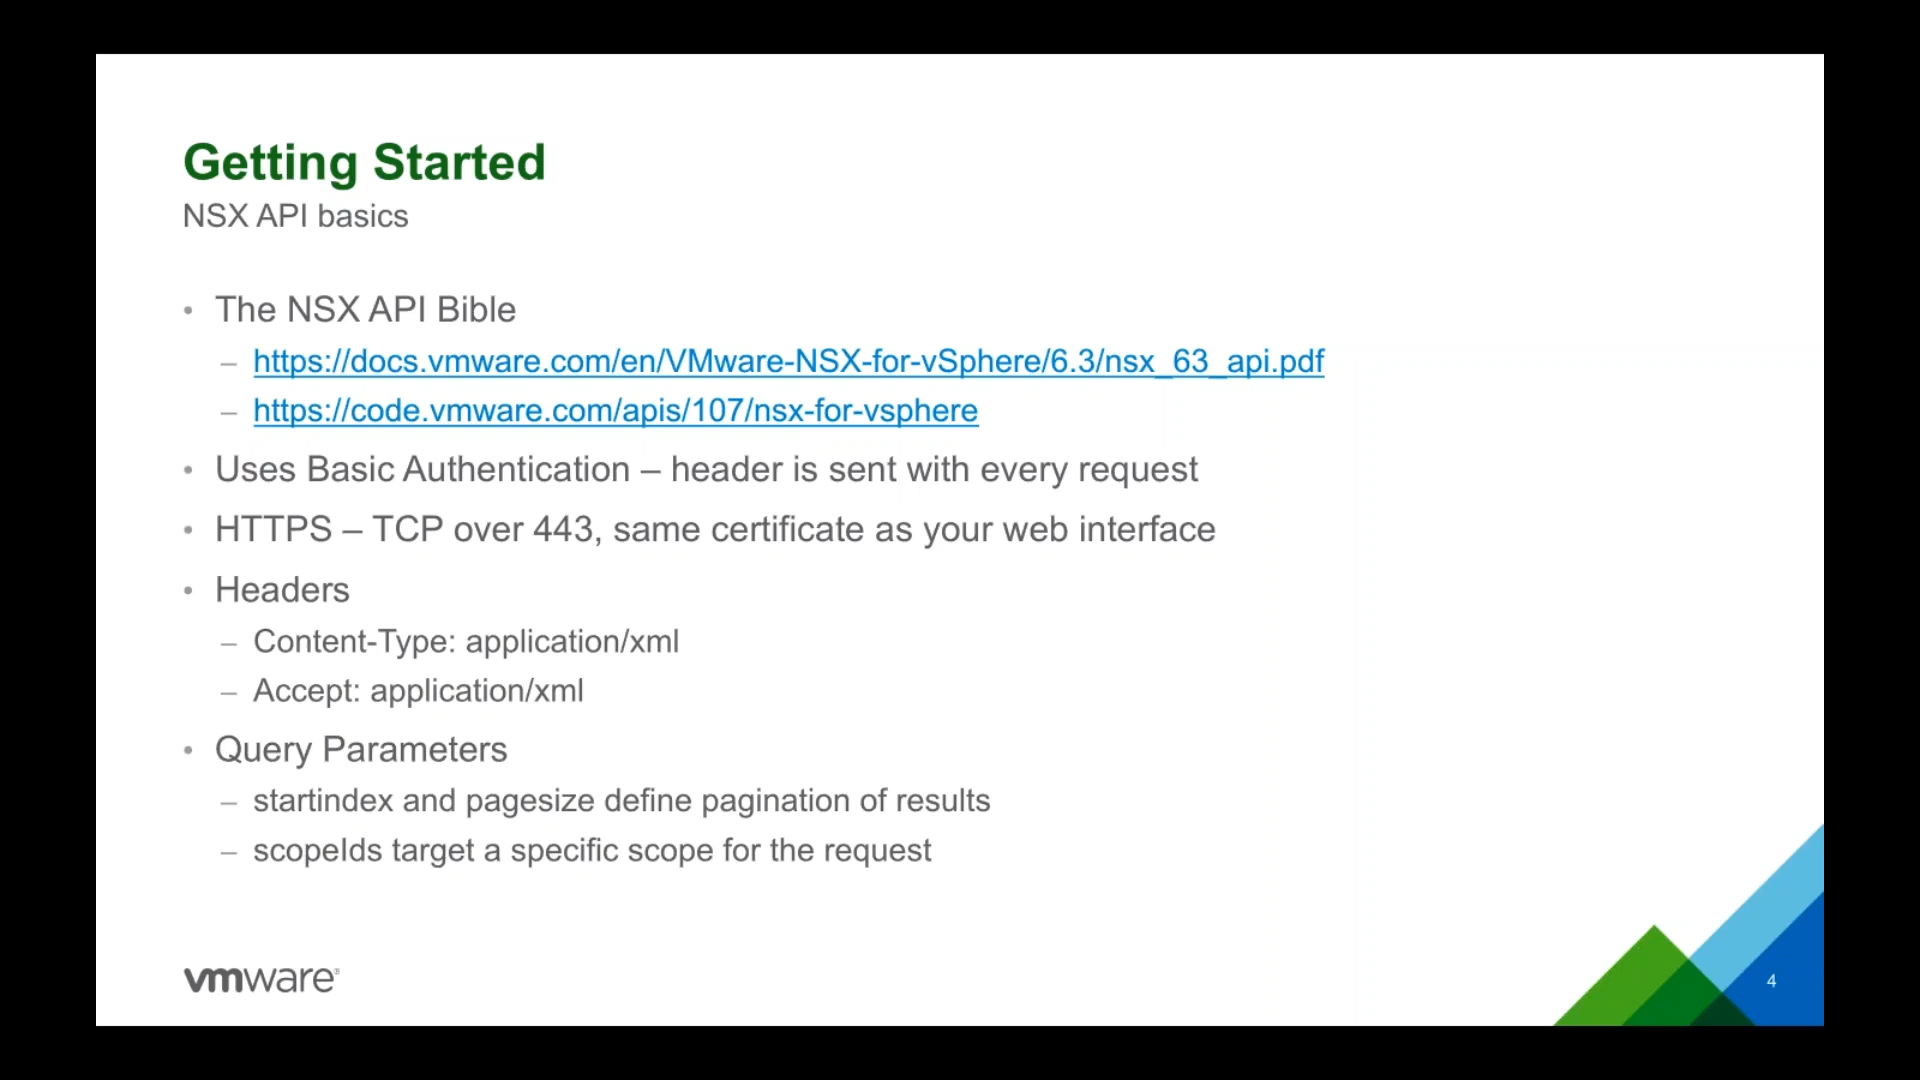 Getting Started
NSX API basics
• The NSX API Bible
– https://docs.vmware.com/en/VMware-NSX-for-vSphere/6.3/nsx_63_api.pdf
– https://code.vmware.com/apis/107/nsx-for-vsphere
• Uses Basic Authentication – header is sent with every request
• HTTPS – TCP over 443, same certificate as your web interface
• Headers
– Content-Type: application/xml
– Accept: application/xml
• Query Parameters
– startindex and pagesize define pagination of results
– scopeIds target a specific scope for the request
vmware®
4